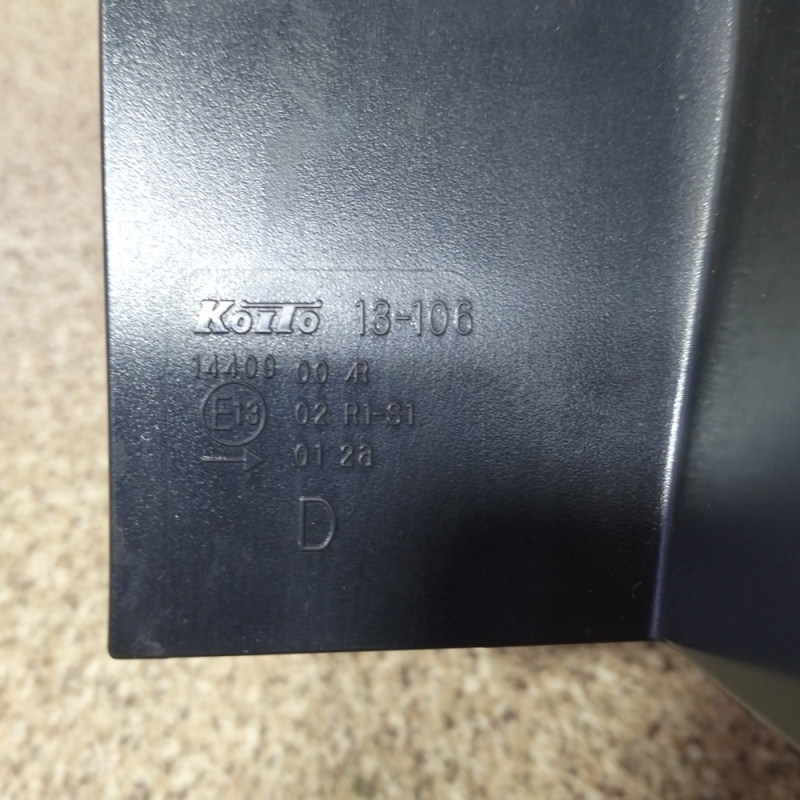 KOITO 13-106
14409 00 AR
E13 02 R1-S1
01 2a
D